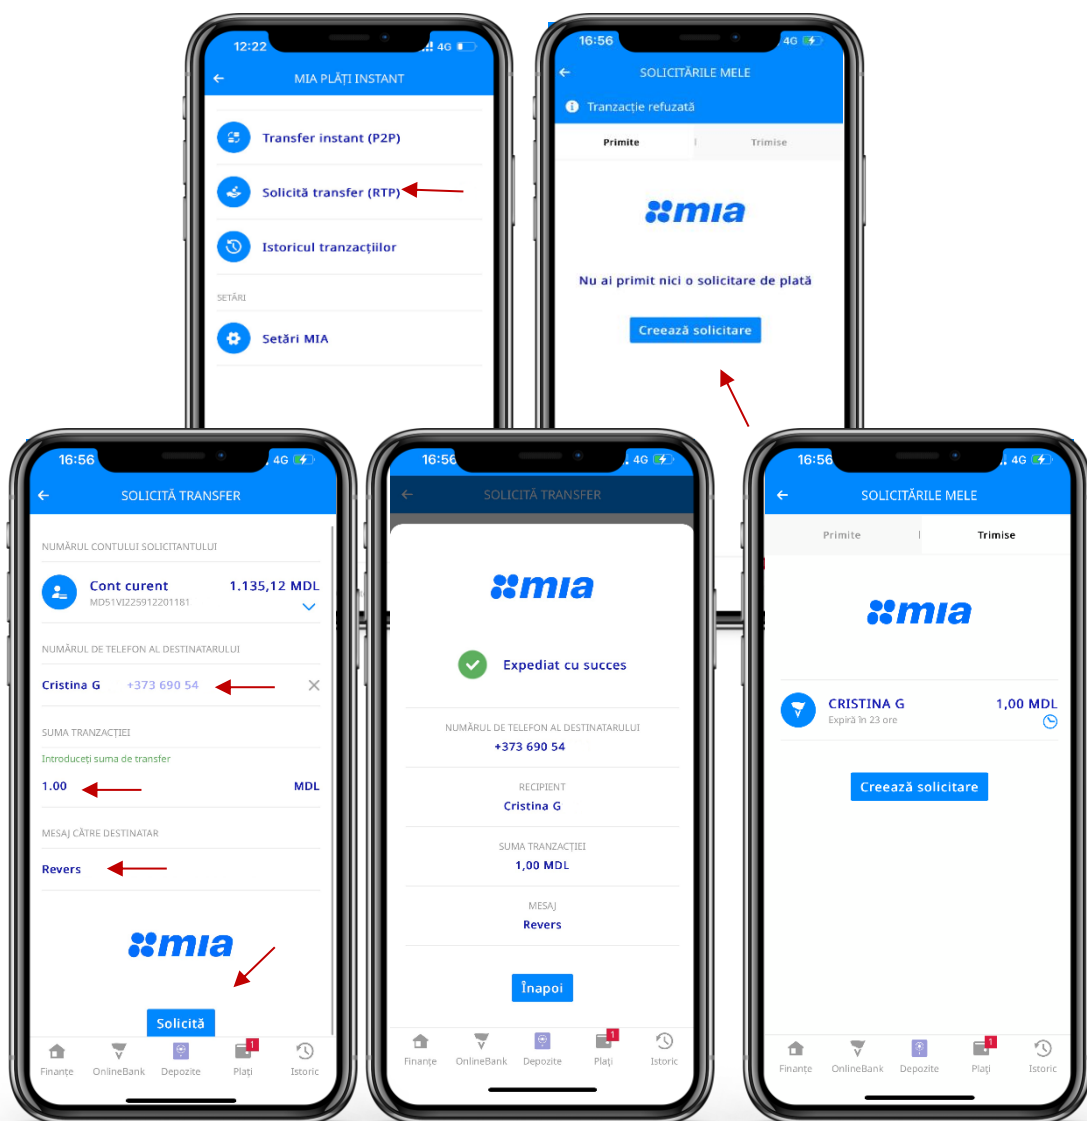 12:22
4G
MIA PLĂȚI INSTANT
Transfer instant (P2P)
Solicită transfer (RTP)
Istoricul tranzacțiilor
SETĂRI
Setări MIA
16:56
4G
SOLICITĂRILE MELE
Tranzacție refuzată
Primite
Trimise
mia
Nu ai primit nici o solicitare de plată
Creează solicitare
16:56
4G
SOLICITĂ TRANSFER
NUMĂRUL CONTULUI SOLICITANTULUI
Cont curent 1.135,12 MDL
MD51VI225912201181
NUMĂRUL DE TELEFON AL DESTINATARULUI
Cristina G +373 690 54
SUMA TRANZACȚIEI
Introduceți suma de transfer
1.00 MDL
MESAJ CĂTRE DESTINATAR
Revers
mia
Solicită
1
Finanțe OnlineBank Depozite Plați Istoric
16:56
4G
SOLICITĂ TRANSFER
mia
Expediat cu succes
NUMĂRUL DE TELEFON AL DESTINATARULUI
+373 690 54
RECIPIENT
Cristina G
SUMA TRANZACȚIEI
1,00 MDL
MESAJ
Revers
Înapoi
1
Finanțe OnlineBank Depozite Plați Istoric
16:56
4G
SOLICITĂRILE MELE
Primite
Trimise
mia
CRISTINA G 1,00 MDL
Expiră în 23 ore
Creează solicitare
1
Finanțe OnlineBank Depozite Plați Istoric